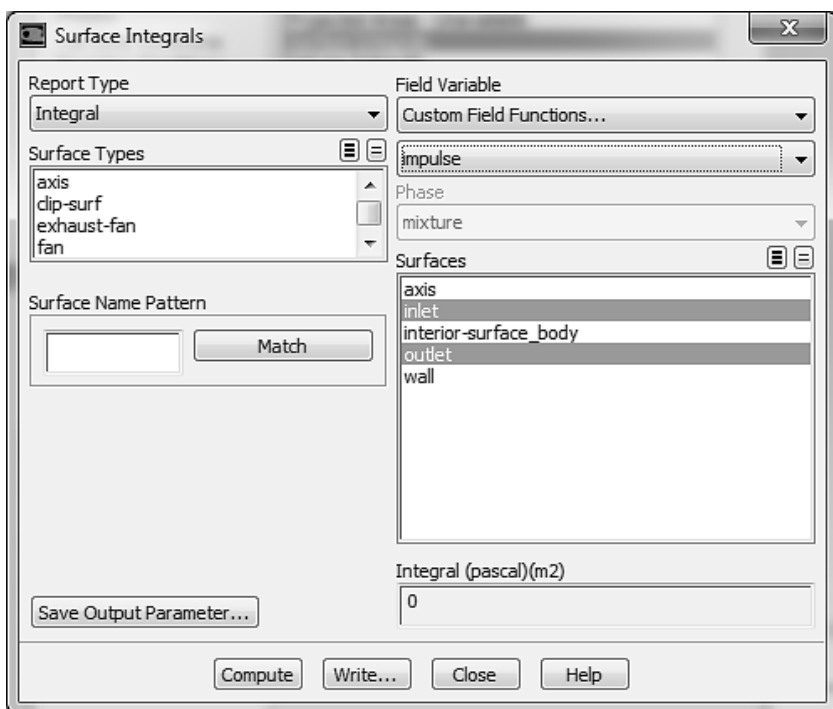 Surface Integrals
x
Report Type
Integral
Surface Types
axis
clip-surf
exhaust-fan
fan
Surface Name Pattern
Match
Save Output Parameter...
Field Variable
Custom Field Functions...
impulse
Phase
mixture
Surfaces
axis
inlet
interior-surface_body
outlet
wall
Integral (pascal)(m2)
0
Compute Write... Close Help